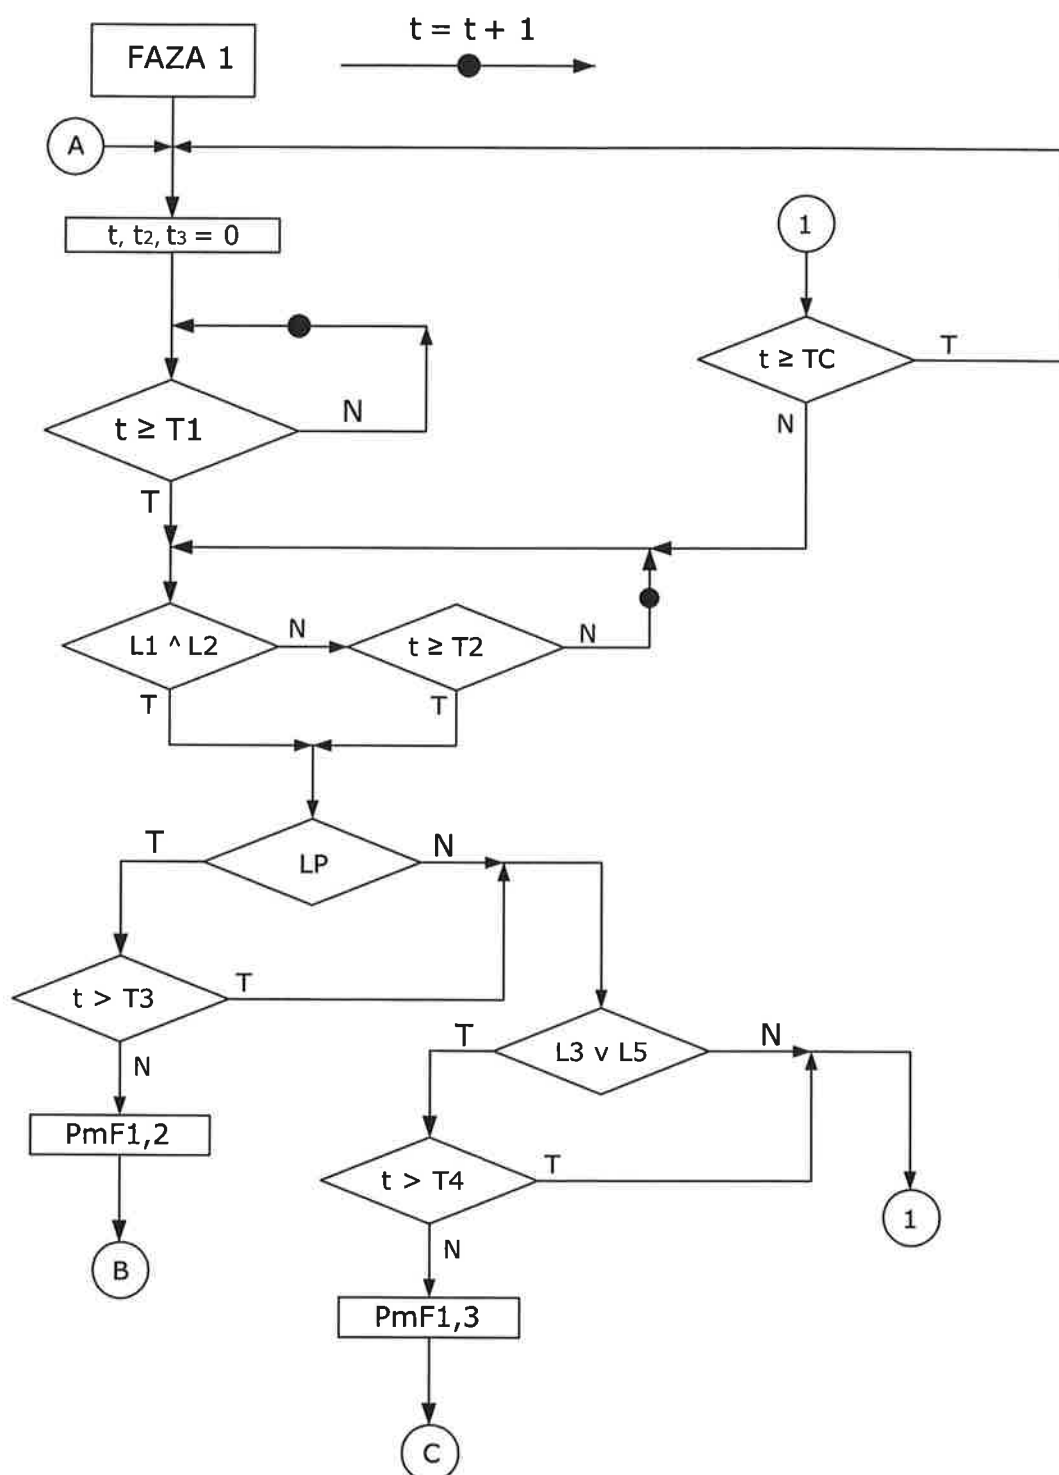 t = t + 1
FAZA 1
A
t, t2, t3 = 0
1
t ≥ TC
T
N
t ≥ T1
N
T
L1 ^ L2
N
t ≥ T2
N
T
T
LP
T
N
t > T3
T
N
L3 v L5
T
N
PmF1,2
t > T4
T
1
N
B
PmF1,3
C